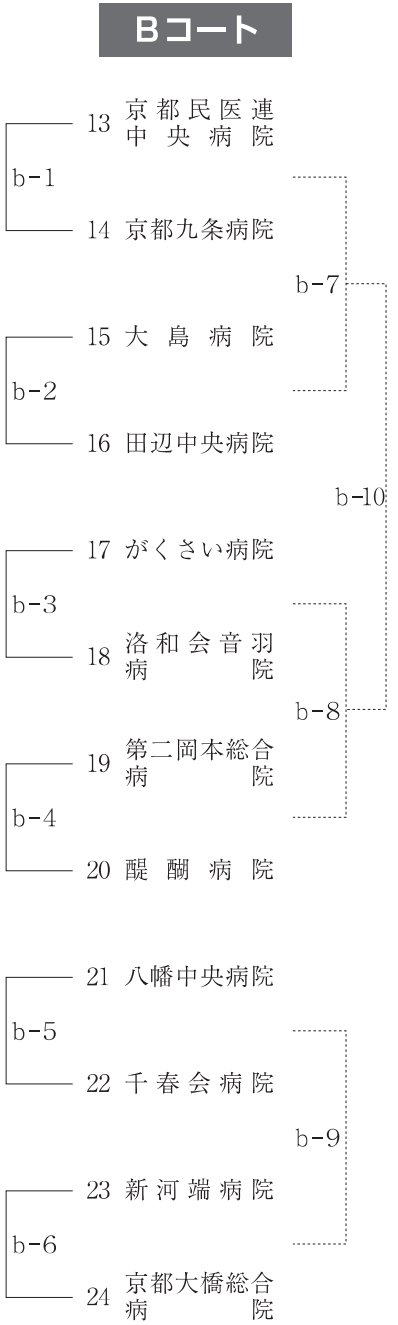 Bコート
13 京都民医連
中央病院
b-1
14 京都九条病院
b-7
15 大島病院
b-2
16 田辺中央病院
b-10
17 がくさい病院
b-3
18 洛和会音羽
病院
b-8
19 第二岡本総合
病院
b-4
20 醍醐病院
21 八幡中央病院
b-5
22 千春会病院
b-9
23 新河端病院
b-6
24 京都大橋総合
病院